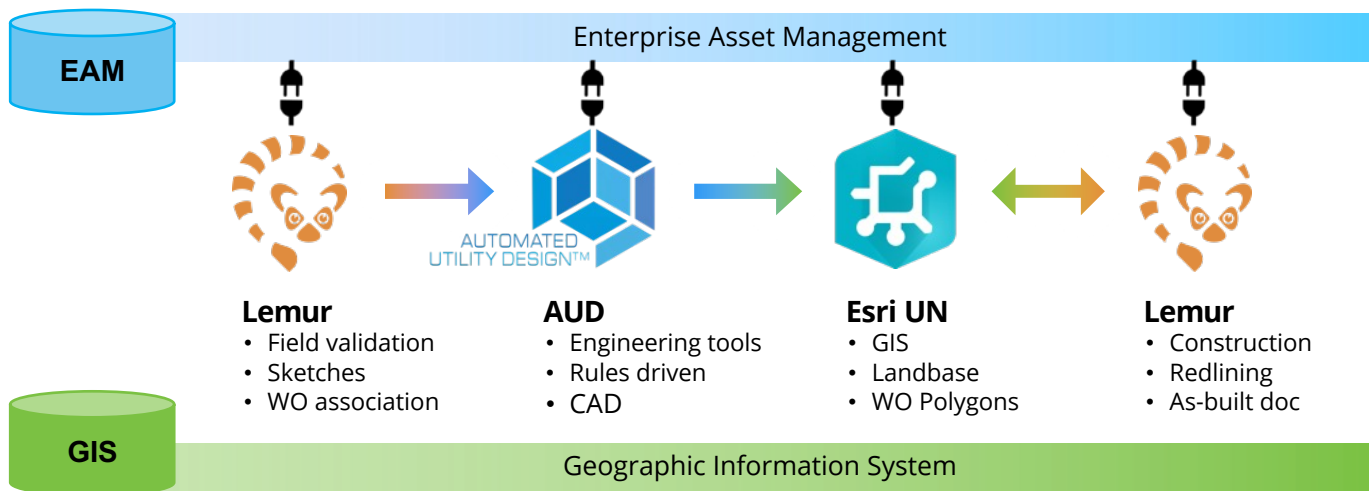 Enterprise Asset Management
EAM
AUTOMATED
UTILITY DESIGN™
Lemur
• Field validation
• Sketches
• WO association
AUD
• Engineering tools
• Rules driven
• CAD
Esri UN
• GIS
• Landbase
• WO Polygons
Lemur
• Construction
• Redlining
• As-built doc
GIS
Geographic Information System